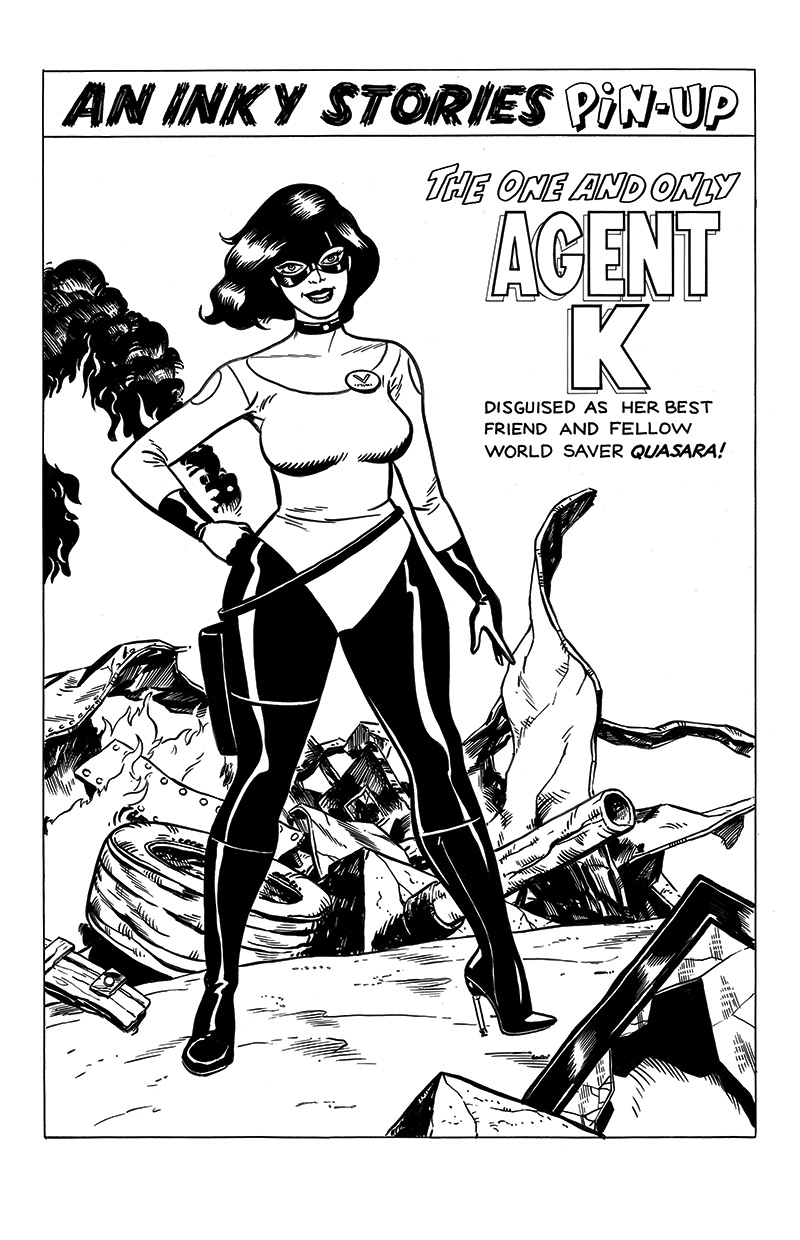 AN INKY STORIES PiN-UP
THE ONE AND ONLY
AGENT
K
DISGUISED AS HER BEST
FRIEND AND FELLOW
WORLD SAVER QUASARA!
V